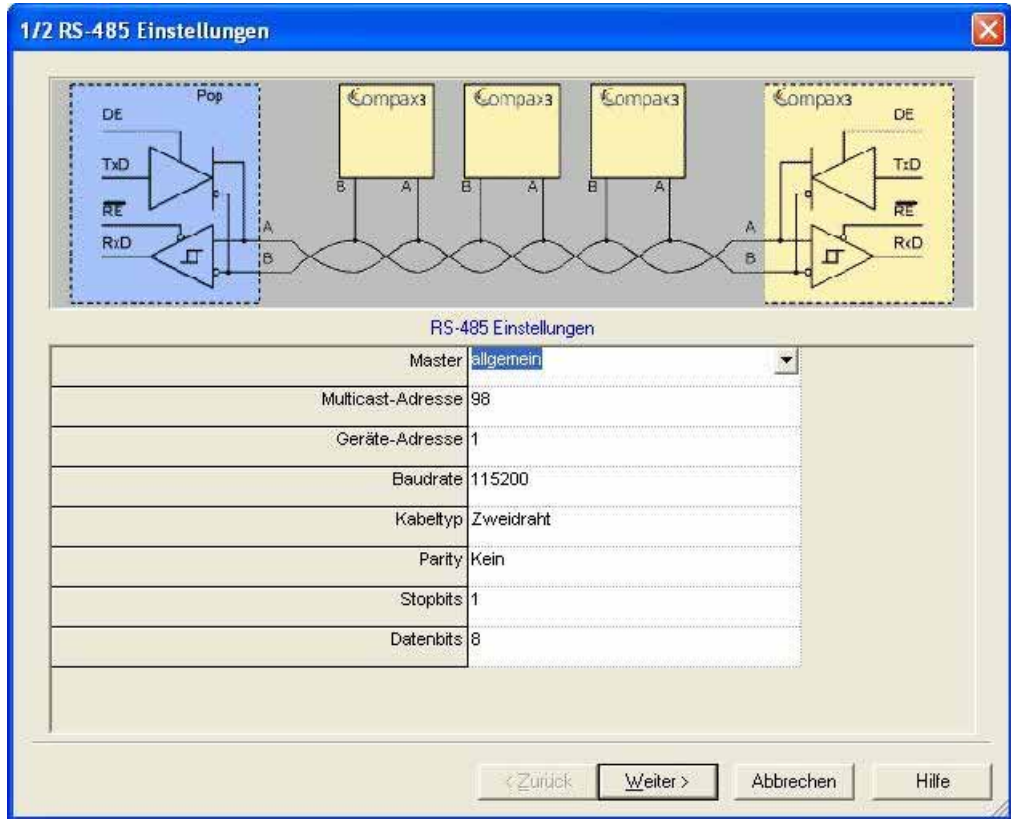 1/2 RS-485 Einstellungen
Pop
Compax3
Compax3
Compax3
Compax3
DE
DE
TxD
TxD
RE
RE
RxD
RxD
B A B A B A
A
B
A
B
RS-485 Einstellungen
Master allgemein
Multicast-Adresse 98
Geräte-Adresse 1
Baudrate 115200
Kabeltyp Zweidraht
Parity Kein
Stopbits 1
Datenbits 8
< Zurück Weiter > Abbrechen Hilfe